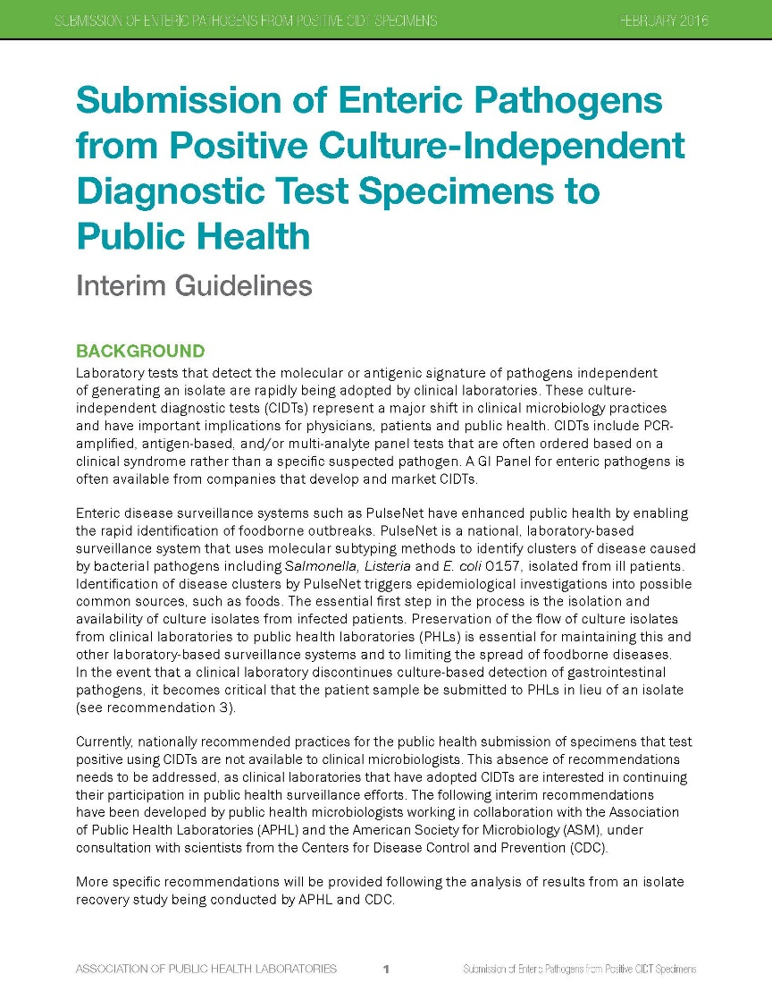 SUBMISSION OF ENTERIC PATHOGENS FROM POSITIVE CIDT SPECIMENS FEBRUARY 2016
Submission of Enteric Pathogens
from Positive Culture-Independent
Diagnostic Test Specimens to
Public Health
Interim Guidelines
BACKGROUND
Laboratory tests that detect the molecular or antigenic signature of pathogens independent
of generating an isolate are rapidly being adopted by clinical laboratories. These culture-
independent diagnostic tests (CIDTs) represent a major shift in clinical microbiology practices
and have important implications for physicians, patients and public health. CIDTs include PCR-
amplified, antigen-based, and/or multi-analyte panel tests that are often ordered based on a
clinical syndrome rather than a specific suspected pathogen. A GI Panel for enteric pathogens is
often available from companies that develop and market CIDTs.
Enteric disease surveillance systems such as PulseNet have enhanced public health by enabling
the rapid identification of foodborne outbreaks. PulseNet is a national, laboratory-based
surveillance system that uses molecular subtyping methods to identify clusters of disease caused
by bacterial pathogens including Salmonella, Listeria and E. coli O157, isolated from ill patients.
Identification of disease clusters by PulseNet triggers epidemiological investigations into possible
common sources, such as foods. The essential first step in the process is the isolation and
availability of culture isolates from infected patients. Preservation of the flow of culture isolates
from clinical laboratories to public health laboratories (PHLs) is essential for maintaining this and
other laboratory-based surveillance systems and to limiting the spread of foodborne diseases.
In the event that a clinical laboratory discontinues culture-based detection of gastrointestinal
pathogens, it becomes critical that the patient sample be submitted to PHLs in lieu of an isolate
(see recommendation 3).
Currently, nationally recommended practices for the public health submission of specimens that test
positive using CIDTs are not available to clinical microbiologists. This absence of recommendations
needs to be addressed, as clinical laboratories that have adopted CIDTs are interested in continuing
their participation in public health surveillance efforts. The following interim recommendations
have been developed by public health microbiologists working in collaboration with the Association
of Public Health Laboratories (APHL) and the American Society for Microbiology (ASM), under
consultation with scientists from the Centers for Disease Control and Prevention (CDC).
More specific recommendations will be provided following the analysis of results from an isolate
recovery study being conducted by APHL and CDC.
ASSOCIATION OF PUBLIC HEALTH LABORATORIES 1 Submission of Enteric Pathogens from Positive CIDT Specimens